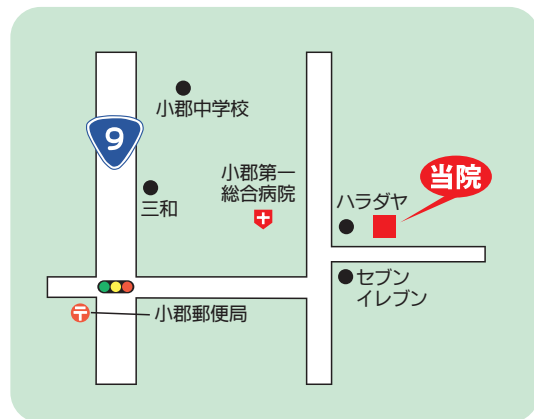 小郡中学校
9
小郡第一
総合病院
当院
ハラダヤ
三和
セブン
イレブン
〒
小郡郵便局